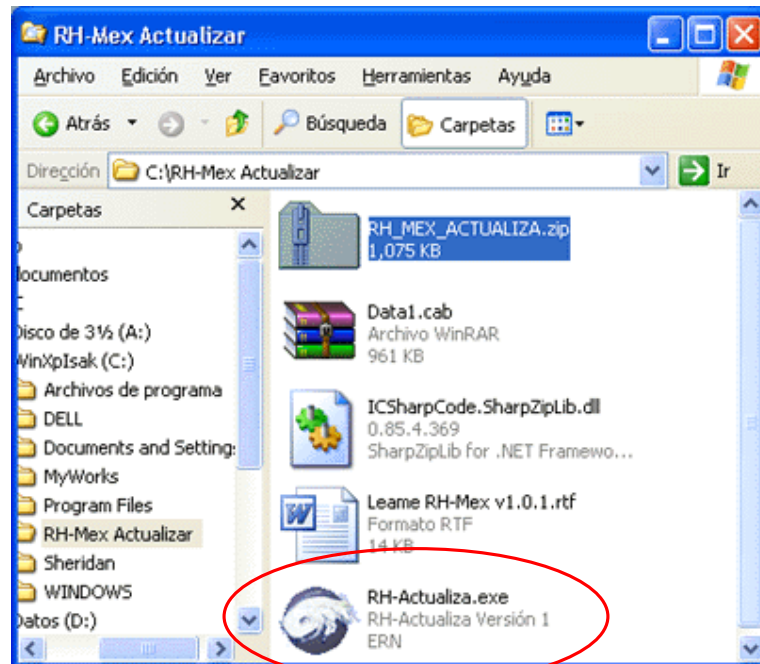 RH-Mex Actualizar
Archivo Edición Ver Favoritos Herramientas Ayuda
Atrás Búsqueda Carpetas
Dirección C:\RH-Mex Actualizar Ir
Carpetas
ocumentos
Disco de 3½ (A:)
WinXpIsak (C:)
Archivos de programa
DELL
Documents and Setting:
MyWorks
Program Files
RH-Mex Actualizar
Sheridan
WINDOWS
Datos (D:)
RH_MEX_ACTUALIZA.zip
1,075 KB
Data1.cab
Archivo WinRAR
961 KB
ICSharpCode.SharpZipLib.dll
0.85.4.369
SharpZipLib for .NET Framewo...
Leame RH-Mex v1.0.1.rtf
Formato RTF
14 KB
RH-Actualiza.exe
RH-Actualiza Versión 1
ERN